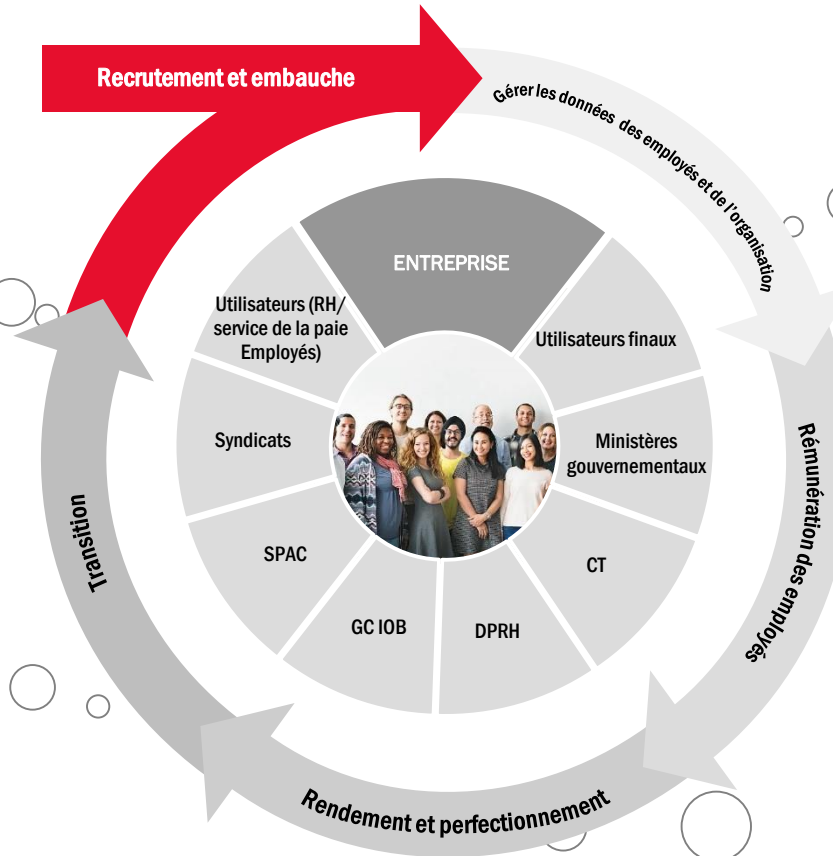 Recrutement et embauche
Gérer les données des employés et de l'organisation
Rémunération des employés
Rendement et perfectionnement
Transition
ENTREPRISE
Utilisateurs finaux
Ministères
gouvernementaux
CT
DPRH
GC IOB
SPAC
Syndicats
Utilisateurs (RH/
service de la paie
Employés)